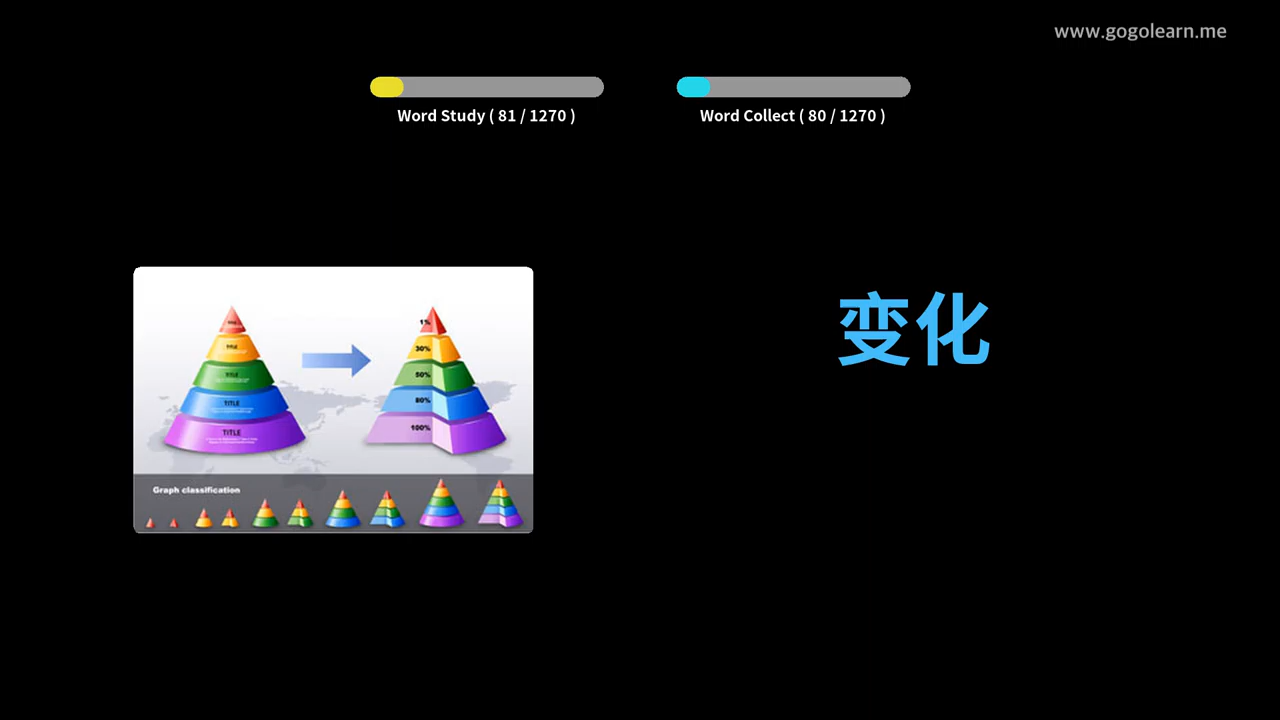 www.gogolearn.me
Word Study ( 81 / 1270 )
Word Collect ( 80 / 1270 )
变化
TITLE
TITLE
TITLE
TITLE
1%
30%
50%
80%
100%
Graph classification